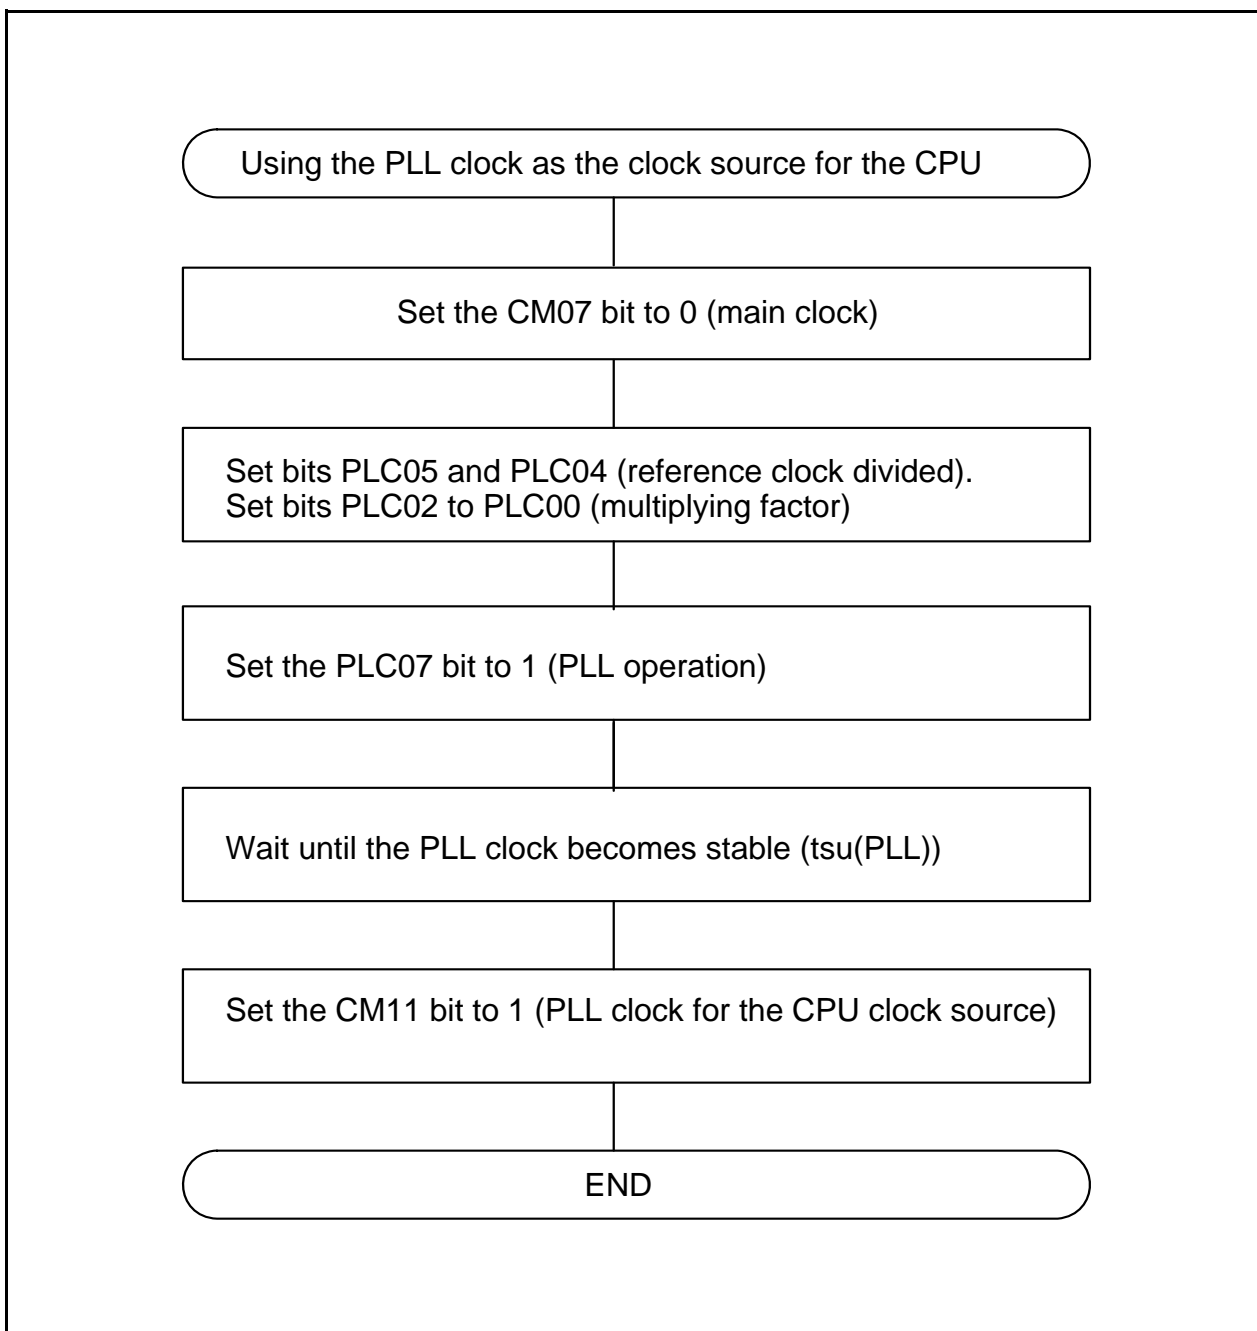 Using the PLL clock as the clock source for the CPU
Set the CM07 bit to 0 (main clock)
Set bits PLC05 and PLC04 (reference clock divided).
Set bits PLC02 to PLC00 (multiplying factor)
Set the PLC07 bit to 1 (PLL operation)
Wait until the PLL clock becomes stable (tsu(PLL))
Set the CM11 bit to 1 (PLL clock for the CPU clock source)
END